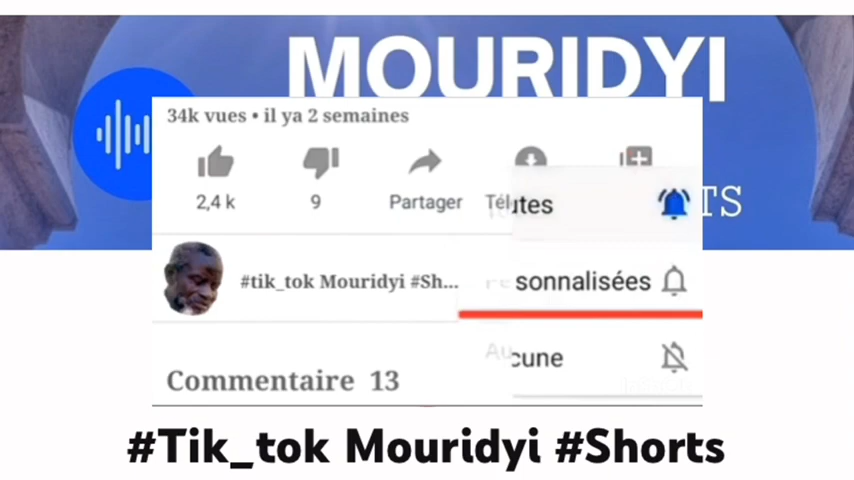 MOURIDYI
34k vues • il ya 2 semaines
2,4 k
9
Partager
Tél
utes
TS
#tik_tok Mouridyi #Sh...
sonnalisées
Au
cune
Commentaire 13
#Tik_tok Mouridyi #Shorts